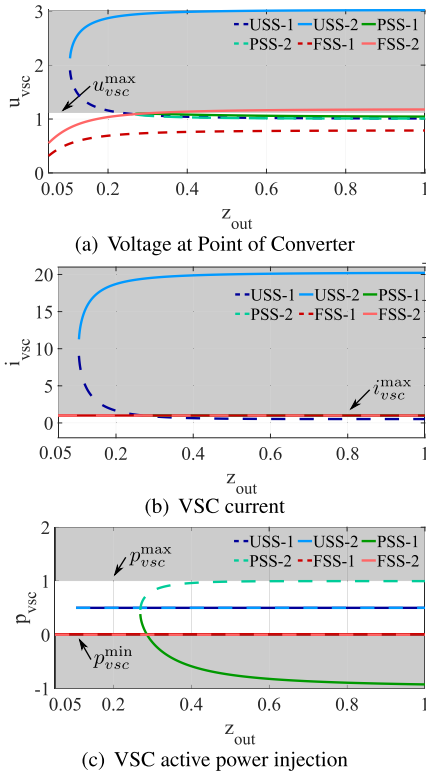 USS-1 USS-2 PSS-1
PSS-2 FSS-1 FSS-2
3
2
1
0
u_vsc
u_vsc^max
0.05 0.2 0.4 0.6 0.8 1
z_out
(a) Voltage at Point of Converter
USS-1 USS-2 PSS-1
PSS-2 FSS-1 FSS-2
20
15
10
5
0
i_vsc
i_vsc^max
0.05 0.2 0.4 0.6 0.8 1
z_out
(b) VSC current
USS-1 USS-2 PSS-1
PSS-2 FSS-1 FSS-2
2
1
0
-1
p_vsc
p_vsc^max
p_vsc^min
0.05 0.2 0.4 0.6 0.8 1
z_out
(c) VSC active power injection